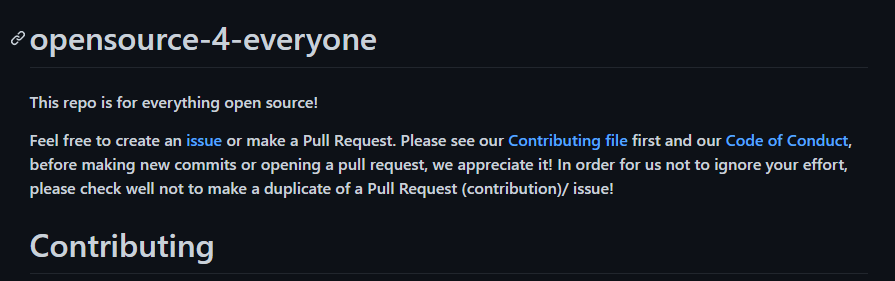 opensource-4-everyone
This repo is for everything open source!
Feel free to create an issue or make a Pull Request. Please see our Contributing file first and our Code of Conduct,
before making new commits or opening a pull request, we appreciate it! In order for us not to ignore your effort,
please check well not to make a duplicate of a Pull Request (contribution)/ issue!
Contributing